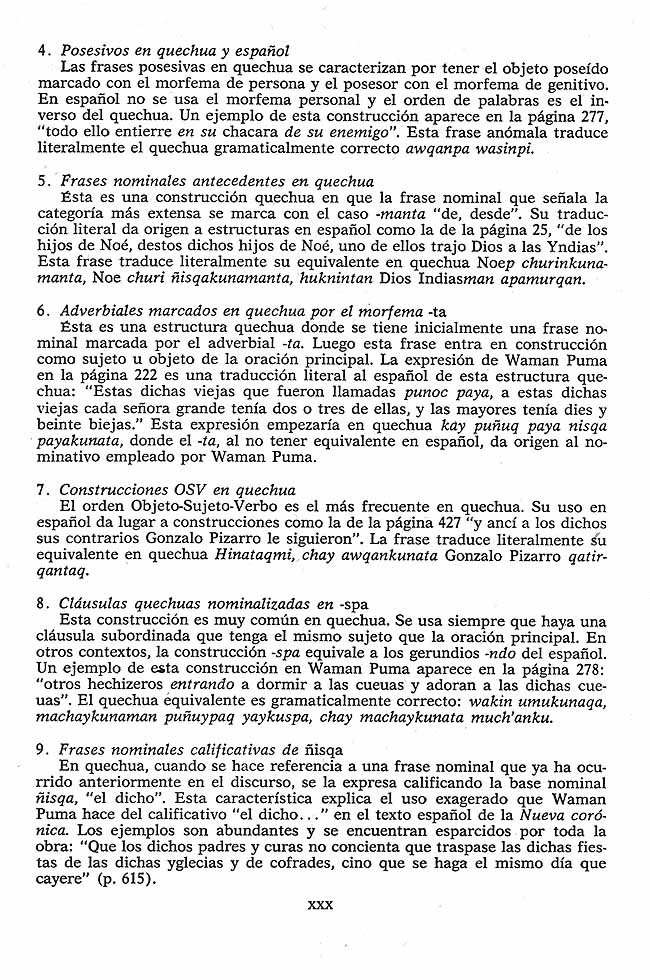 4. Posesivos en quechua y español
Las frases posesivas en quechua se caracterizan por tener el objeto poseído
marcado con el morfema de persona y el posesor con el morfema de genitivo.
En español no se usa el morfema personal y el orden de palabras es el in-
verso del quechua. Un ejemplo de esta construcción aparece en la página 277,
"todo ello entierre en su chacara de su enemigo". Esta frase anómala traduce
literalmente el quechua gramaticalmente correcto awqanpa wasinpi.
5. Frases nominales antecedentes en quechua
Ésta es una construcción quechua en que la frase nominal que señala la
categoría más extensa se marca con el caso -manta "de, desde". Su traduc-
ción literal da origen a estructuras en español como la de la página 25, "de los
hijos de Noé, destos dichos hijos de Noé, uno de ellos trajo Dios a las Yndias".
Esta frase traduce literalmente su equivalente en quechua Noep churinkuna-
manta, Noe churi ñisqakunamanta, huknintan Dios Indiasman apamurqan.
6. Adverbiales marcados en quechua por el morfema -ta
Ésta es una estructura quechua donde se tiene inicialmente una frase no-
minal marcada por el adverbial -ta. Luego esta frase entra en construcción
como sujeto u objeto de la oración principal. La expresión de Waman Puma
en la página 222 es una traducción literal al español de esta estructura que-
chua: "Estas dichas viejas que fueron llamadas punoc paya, a estas dichas
viejas cada señora grande tenía dos o tres de ellas, y las mayores tenía dies y
beinte biejas." Esta expresión empezaría en quechua kay puñuq paya nisqa
payakunata, donde el -ta, al no tener equivalente en español, da origen al no-
minativo empleado por Waman Puma.
7. Construcciones OSV en quechua
El orden Objeto-Sujeto-Verbo es el más frecuente en quechua. Su uso en
español da lugar a construcciones como la de la página 427 "y ancí a los dichos
sus contrarios Gonzalo Pizarro le siguieron". La frase traduce literalmente su
equivalente en quechua Hinataqmi, chay awqankunata Gonzalo Pizarro qatir-
qantaq.
8. Cláusulas quechuas nominalizadas en -spa
Esta construcción es muy común en quechua. Se usa siempre que haya una
cláusula subordinada que tenga el mismo sujeto que la oración principal. En
otros contextos, la construcción -spa equivale a los gerundios -ndo del español.
Un ejemplo de esta construcción en Waman Puma aparece en la página 278:
"otros hechizeros entrando a dormir a las cueuas y adoran a las dichas cue-
uas". El quechua equivalente es gramaticalmente correcto: wakin umukunaqa,
machaykunaman puñuypaq yaykuspa, chay machaykunata much'anku.
9. Frases nominales calificativas de ñisqa
En quechua, cuando se hace referencia a una frase nominal que ya ha ocu-
rrido anteriormente en el discurso, se la expresa calificando la base nominal
ñisqa, "el dicho". Esta característica explica el uso exagerado que Waman
Puma hace del calificativo "el dicho..." en el texto español de la Nueva coró-
nica. Los ejemplos son abundantes y se encuentran esparcidos por toda la
obra: "Que los dichos padres y curas no concienta que traspase las dichas fies-
tas de las dichas yglecias y de cofrades, cino que se haga el mismo día que
cayere" (p. 615).
xxx